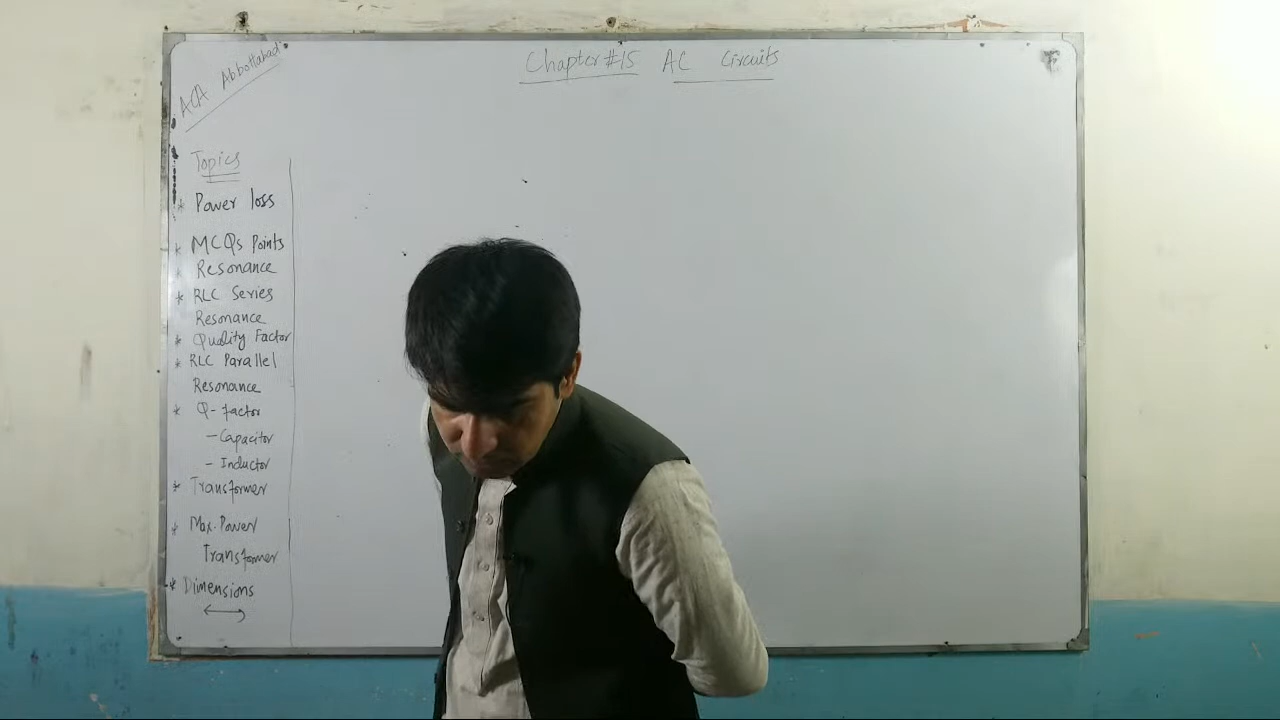 ACA Abbottabad
Chapter#15 AC Circuits
Topics
* Power loss
* MCQs Points
Resonance
* RLC Series
Resonance
* Quality Factor
* RLC Parallel
Resonance
* Q-factor
- Capacitor
- Inductor
* Transformer
* Max. Power
Transformer
* Dimensions